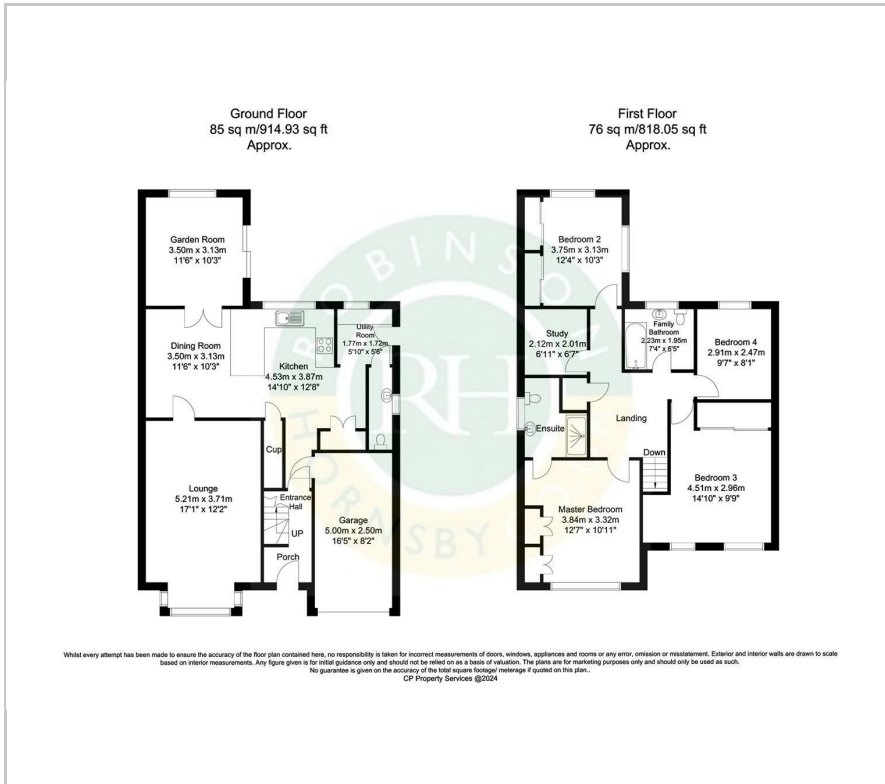 Ground Floor
85 sq m/914.93 sq ft
Approx.
Garden Room
3.50m x 3.13m
11'6" x 10'3"
Dining Room
3.50m x 3.13m
11'6" x 10'3"
Kitchen
4.53m x 3.87m
14'10" x 12'8"
Utility
Room
1.77m x 1.72m
5'10" x 5'8"
Cup
Lounge
5.21m x 3.71m
17'1" x 12'2"
Entrance
Hall
UP
Porch
Garage
5.00m x 2.50m
16'5" x 8'2"
First Floor
76 sq m/818.05 sq ft
Approx.
Bedroom 2
3.75m x 3.13m
12'4" x 10'3"
Study
2.12m x 2.01m
6'11" x 6'7"
Family
Bathroom
2.23m x 1.95m
7'4" x 6'5"
Bedroom 4
2.91m x 2.47m
9'7" x 8'1"
Ensuite
Landing
Down
Master Bedroom
3.84m x 3.32m
12'7" x 10'11"
Bedroom 3
4.51m x 2.96m
14'10" x 9'9"
ROBINSON
RH
HORNSBY
Whilst every attempt has been made to ensure the accuracy of the floor plan contained here, no responsibility is taken for incorrect measurements of doors, windows, appliances and rooms or any error, omission or misstatement. Exterior and interior walls are drawn to scale
based on interior measurements. Any figure given is for initial guidance only and should not be relied on as a basis of valuation. The plans are for marketing purposes only and should only be used as such.
No guarantee is given on the accuracy of the total square footage/ meterage if quoted on this plan..
CP Property Services @2024